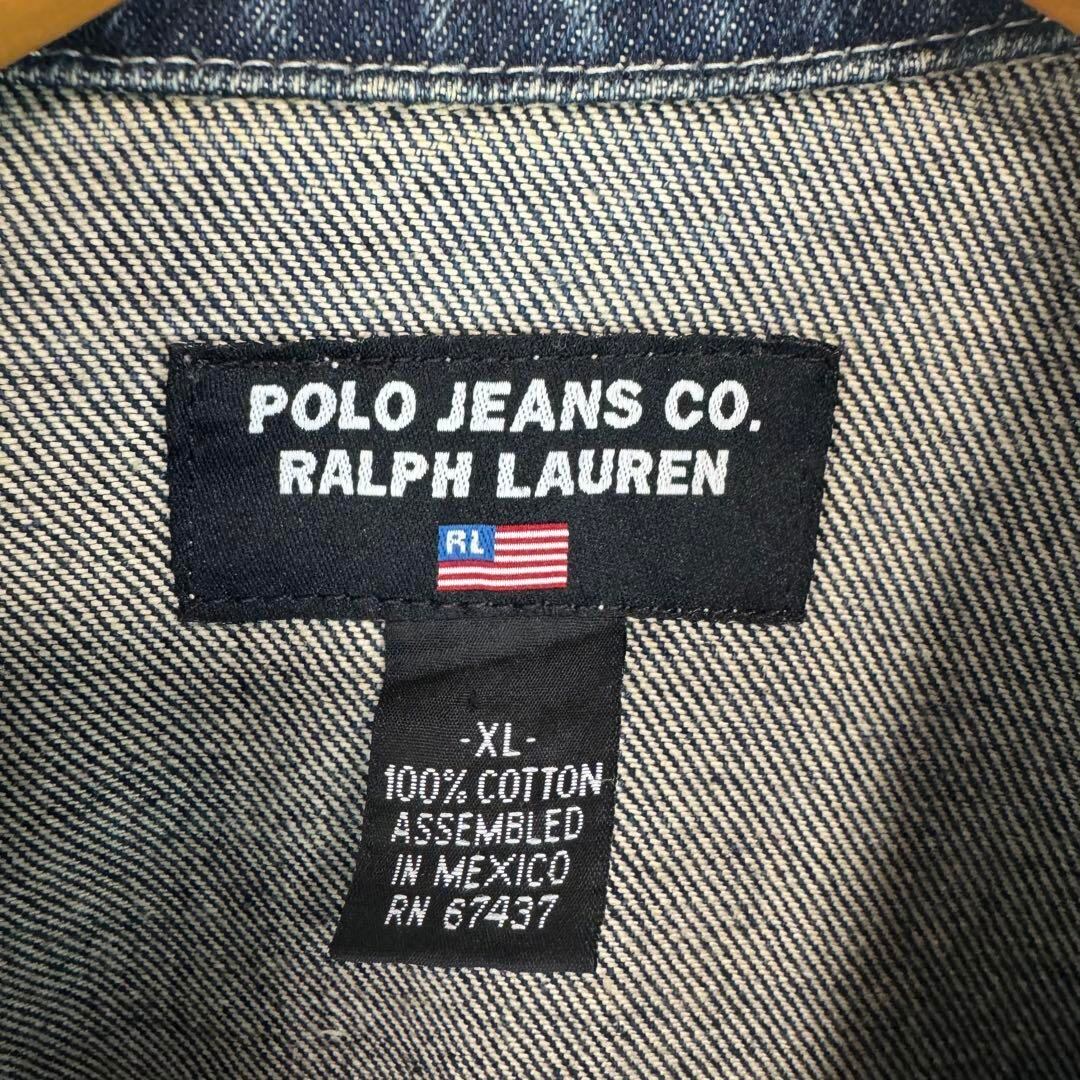 POLO JEANS CO.
RALPH LAUREN
RL
-XL-
100% COTTON
ASSEMBLED
IN MEXICO
RN 67437